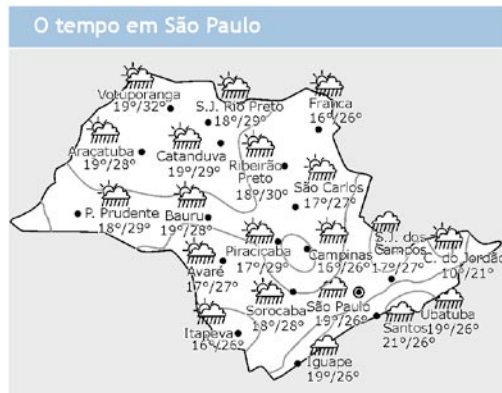 O tempo em São Paulo
Votuporanga
19°/32°
S.J. Rio Preto
18°/29°
Franca
16°/26°
Araçatuba
19°/28°
Catanduva
19°/29°
Ribeirão
Preto
18°/30°
São Carlos
17°/27°
P. Prudente
18°/29°
Bauru
19°/28°
Piracicaba
17°/29°
Campinas
16°/26°
S.J. dos
Campos
17°/27°
C. do Jordão
10°/21°
Avaré
17°/27°
Sorocaba
18°/28°
São Paulo
19°/26°
Ubatuba
19°/26°
Santos
21°/26°
Itapeva
16°/26°
Iguape
19°/26°